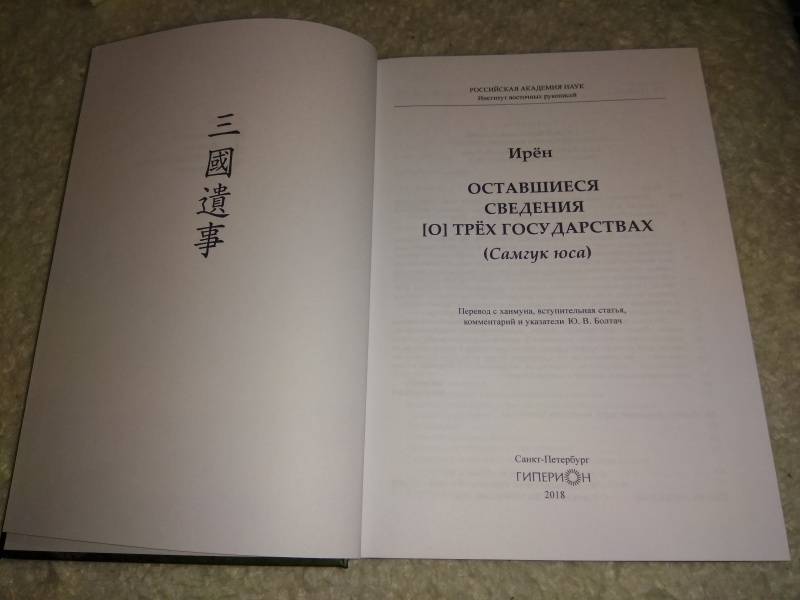 三國遺事
РОССИЙСКАЯ АКАДЕМИЯ НАУК
Институт восточных рукописей
Ирён
ОСТАВШИЕСЯ
СВЕДЕНИЯ
[О] ТРЁХ ГОСУДАРСТВАХ
(Самгук юса)
Перевод с ханмуна, вступительная статья,
комментарий и указатели Ю. В. Болтач
Санкт-Петербург
ГИПЕРИОН
2018